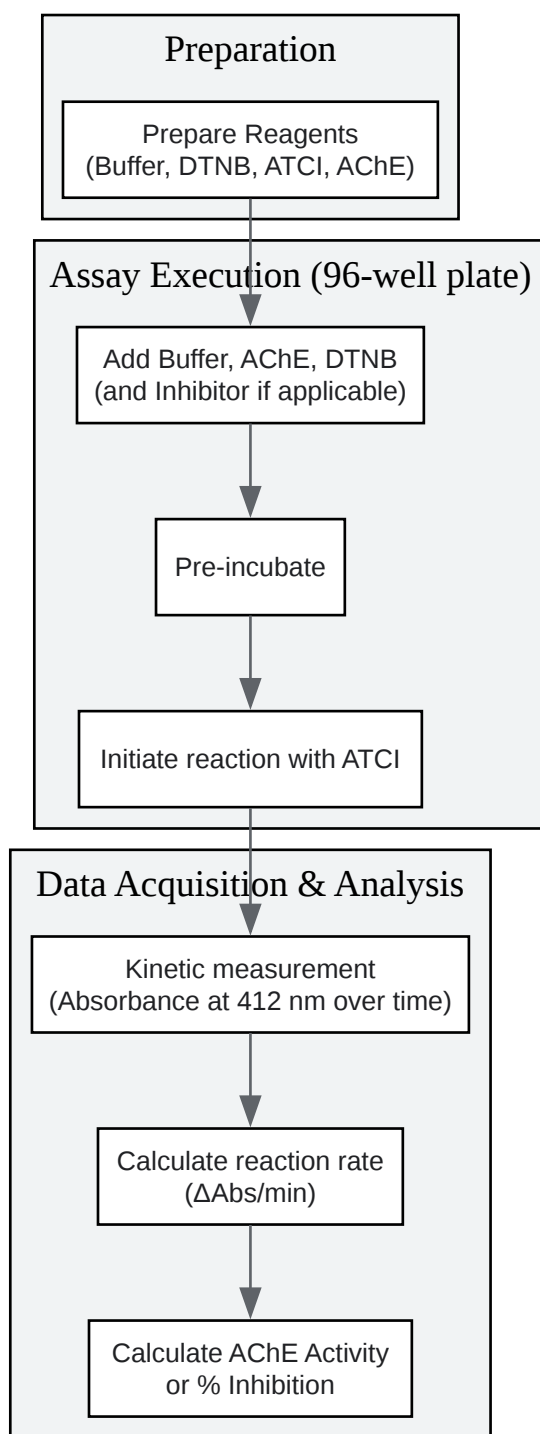 Preparation
Prepare Reagents
(Buffer, DTNB, ATCI, AChE)
Assay Execution (96-well plate)
Add Buffer, AChE, DTNB
(and Inhibitor if applicable)
Pre-incubate
Initiate reaction with ATCI
Data Acquisition & Analysis
Kinetic measurement
(Absorbance at 412 nm over time)
Calculate reaction rate
(ΔAbs/min)
Calculate AChE Activity
or % Inhibition